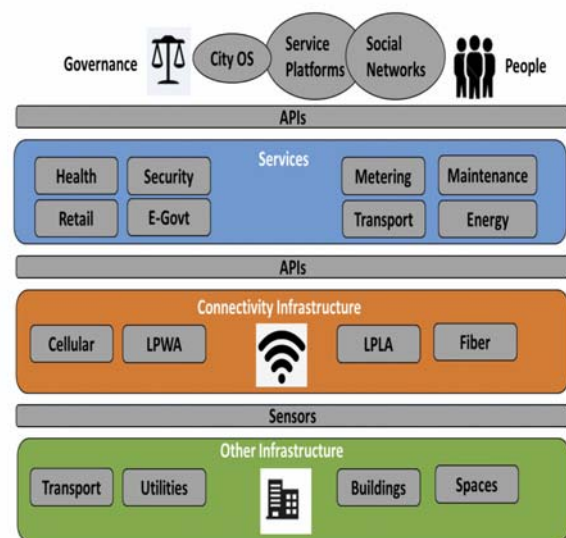 Governance
City OS
Service
Platforms
Social
Networks
People
APIs
Services
Health
Security
Metering
Maintenance
Retail
E-Govt
Transport
Energy
APIs
Connectivity Infrastructure
Cellular
LPWA
LPLA
Fiber
Sensors
Other Infrastructure
Transport
Utilities
Buildings
Spaces